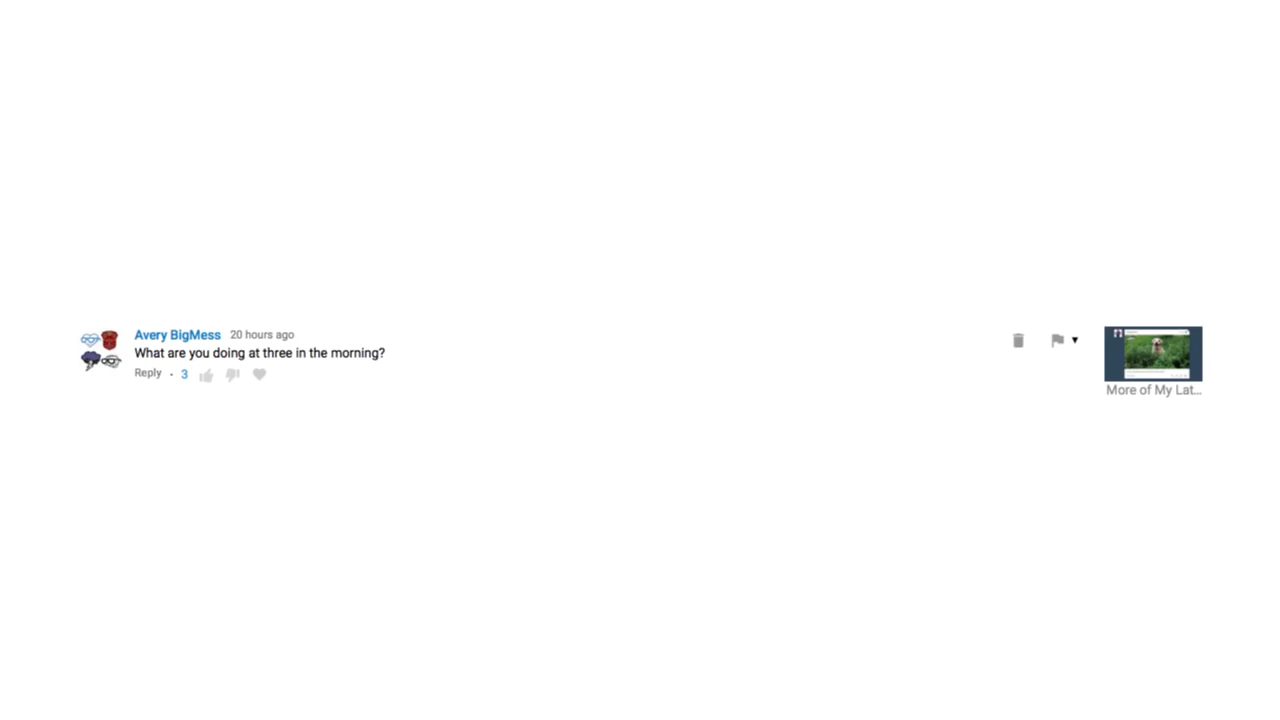 Avery BigMess 20 hours ago
What are you doing at three in the morning?
Reply · 3
More of My Lat...